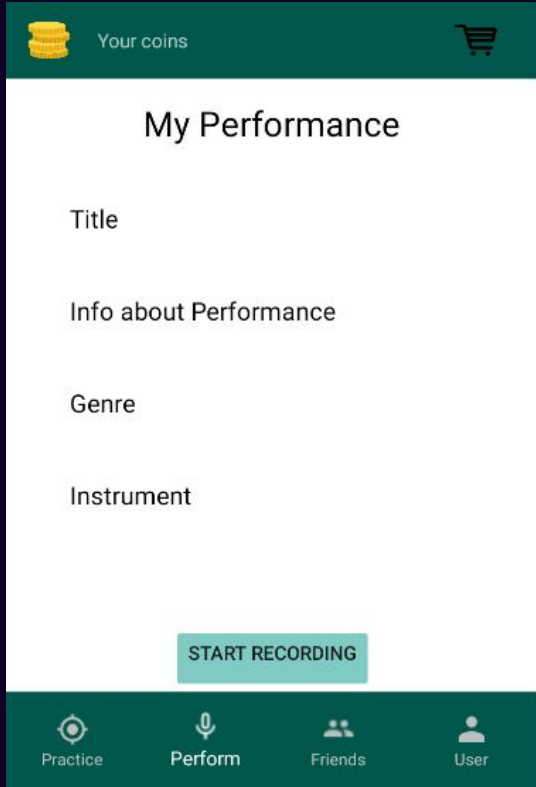 Your coins
My Performance
Title
Info about Performance
Genre
Instrument
START RECORDING
Practice
Perform
Friends
User